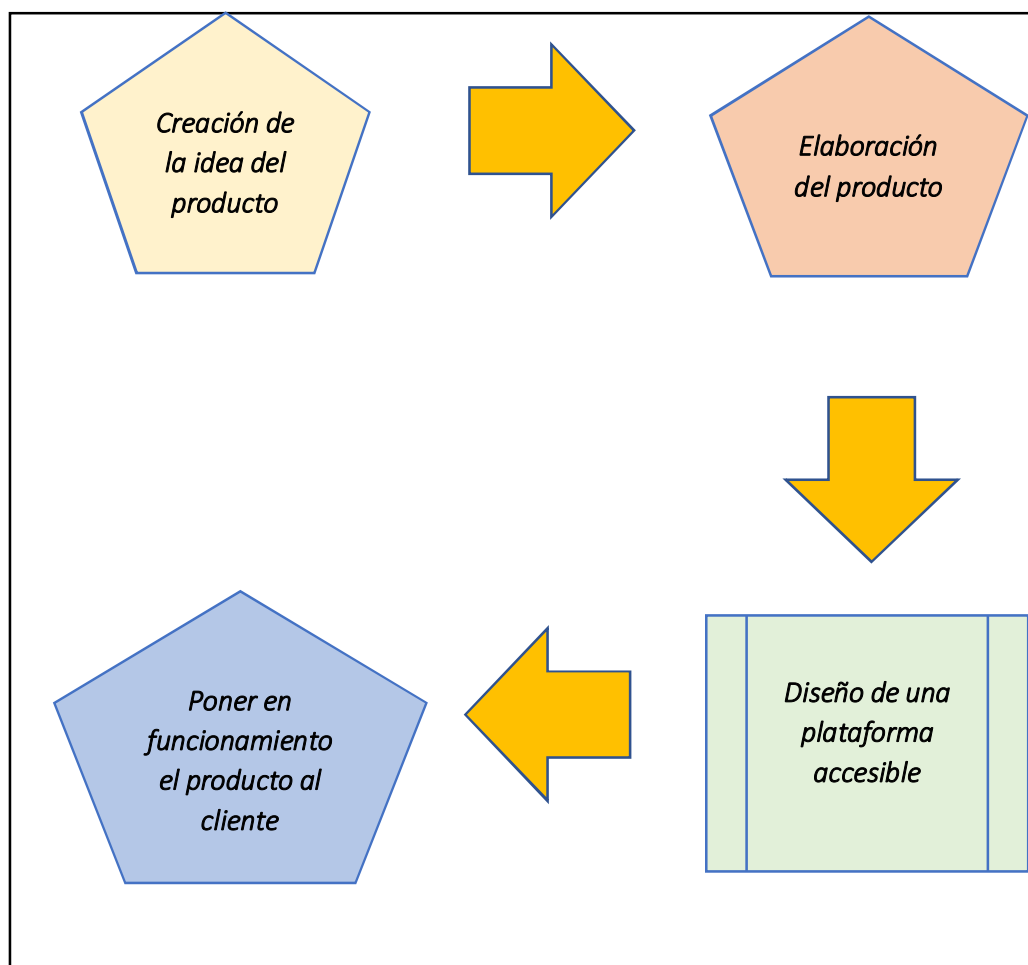 Creación de
la idea del
producto
Elaboración
del producto
Diseño de una
plataforma
accesible
Poner en
funcionamiento
el producto al
cliente